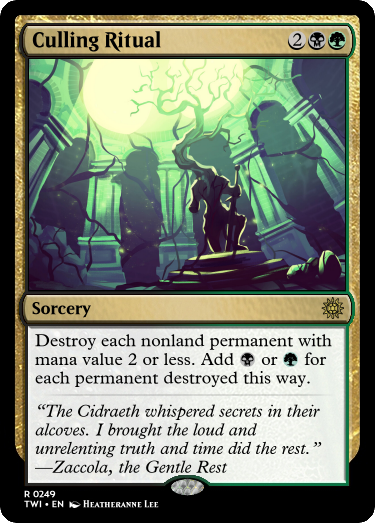 Culling Ritual 2
Sorcery
Destroy each nonland permanent with
mana value 2 or less. Add or for
each permanent destroyed this way.
“The Cidraeth whispered secrets in their
alcoves. I brought the loud and
unrelenting truth and time did the rest.”
—Zaccola, the Gentle Rest
R 0249
TWI • EN Heatheranne Lee